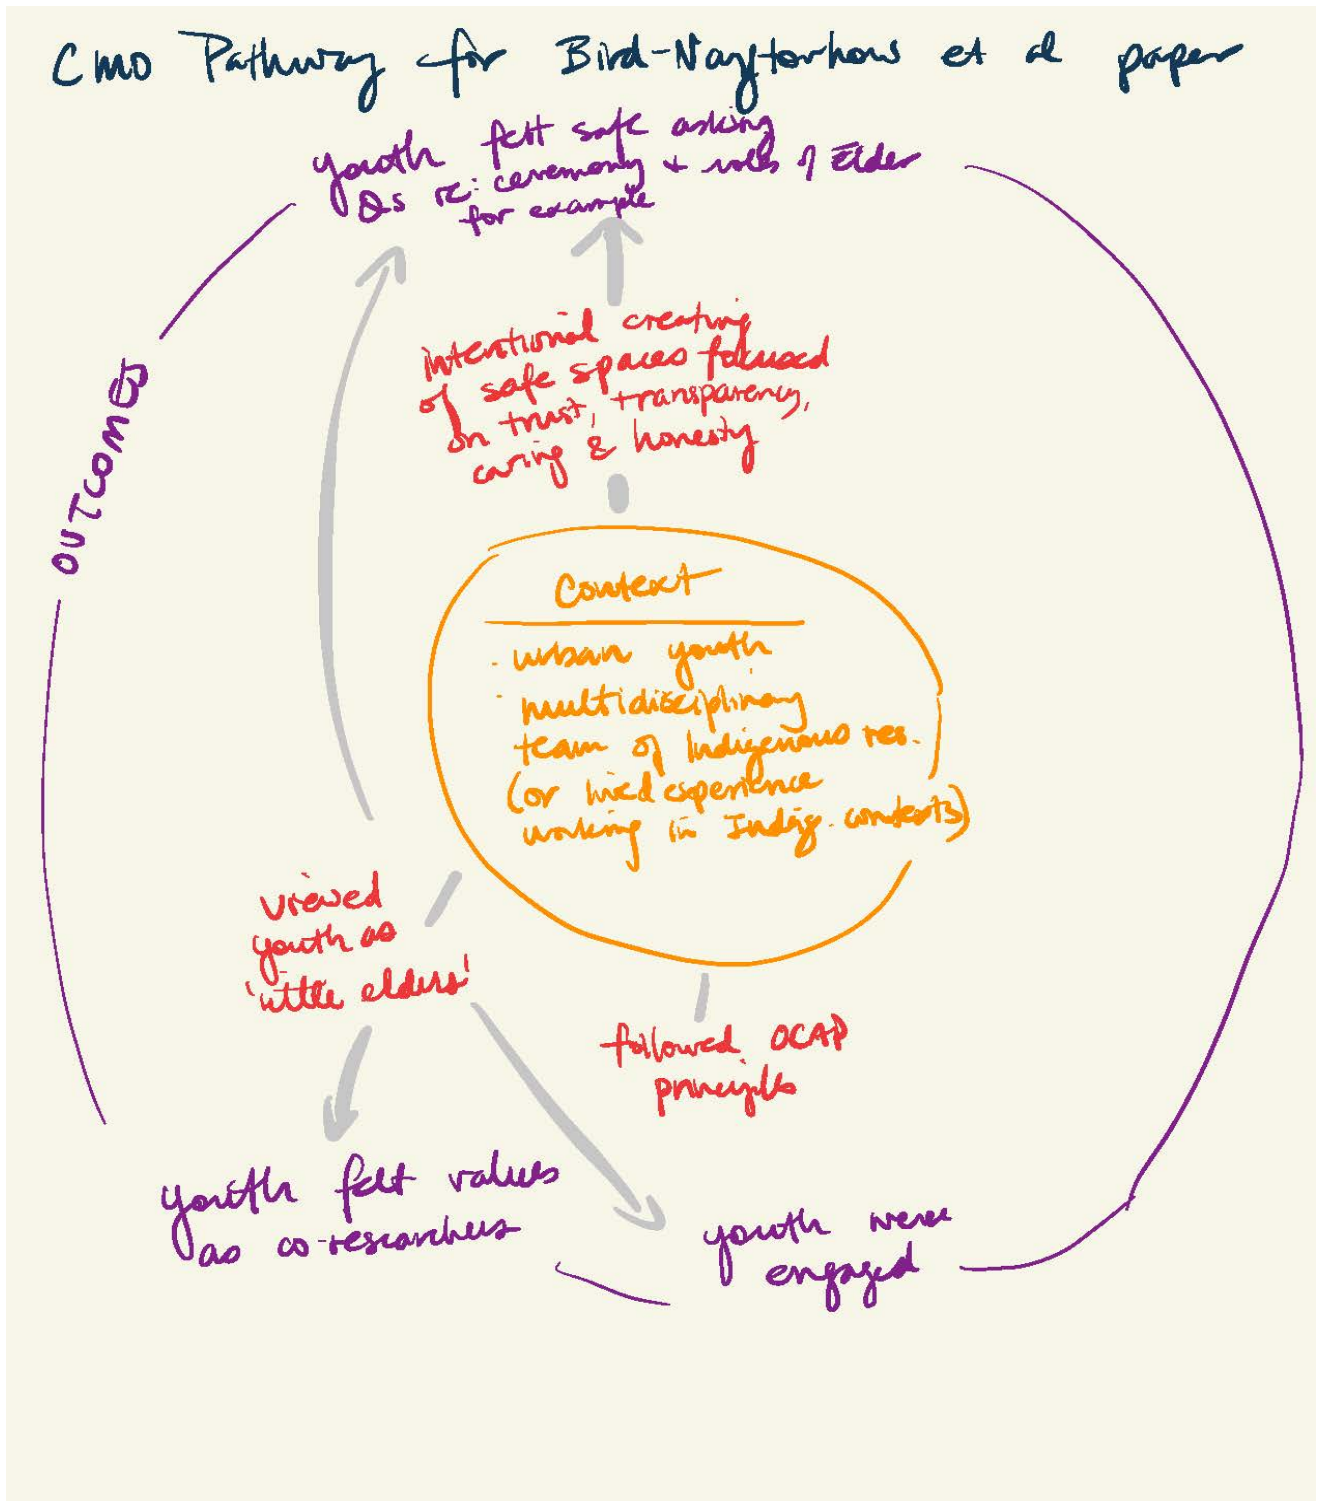 CMO Pathway for Bird-Naytowhow et al paper
youth felt safe asking
Qs re: ceremony + roles of Elder
for example
intentional creating
of safe spaces focused
on trust, transparency,
caring & honesty
OUTCOMES
Context
· urban youth
· multidisciplinary
team of Indigenous res.
(or lived experience
working in Indig. contexts)
viewed
youth as
'little elders'
followed OCAP
principles
youth felt values
as co-researchers
youth were
engaged